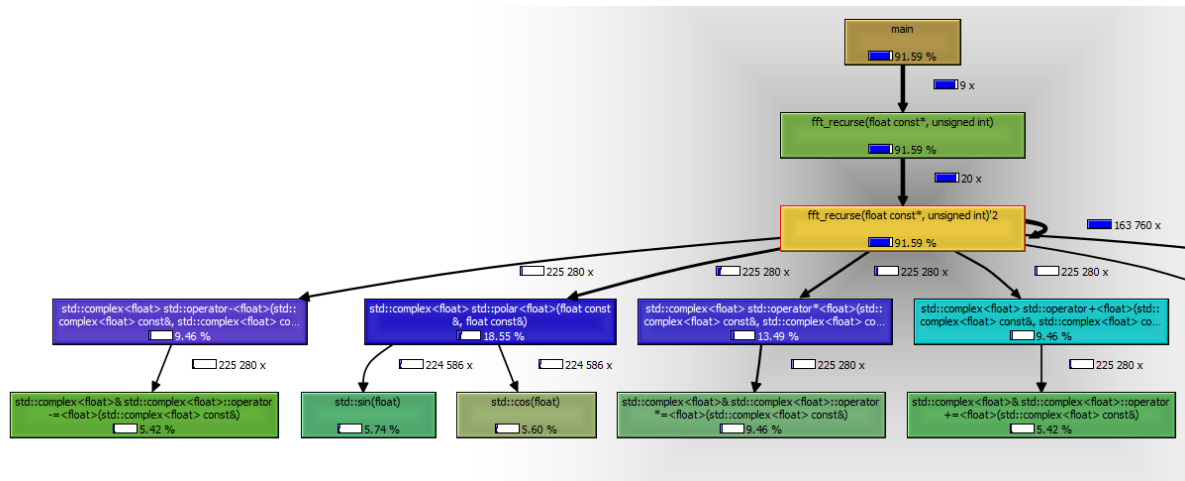 main
91.59 %
9 x
fft_recurse(float const*, unsigned int)
91.59 %
20 x
fft_recurse(float const*, unsigned int)'2
91.59 %
163 760 x
225 280 x
225 280 x
225 280 x
225 280 x
std::complex<float> std::operator-<float>(std::
complex<float> const&, std::complex<float> co...
9.46 %
std::complex<float> std::polar<float>(float const
&, float const&)
18.55 %
std::complex<float> std::operator*<float>(std::
complex<float> const&, std::complex<float> co...
13.49 %
std::complex<float> std::operator+<float>(std::
complex<float> const&, std::complex<float> co...
9.46 %
225 280 x
224 586 x
224 586 x
225 280 x
225 280 x
std::complex<float>& std::complex<float>::operator
-=<float>(std::complex<float> const&)
5.42 %
std::sin(float)
5.74 %
std::cos(float)
5.60 %
std::complex<float>& std::complex<float>::operator
*=<float>(std::complex<float> const&)
9.46 %
std::complex<float>& std::complex<float>::operator
+=<float>(std::complex<float> const&)
5.42 %